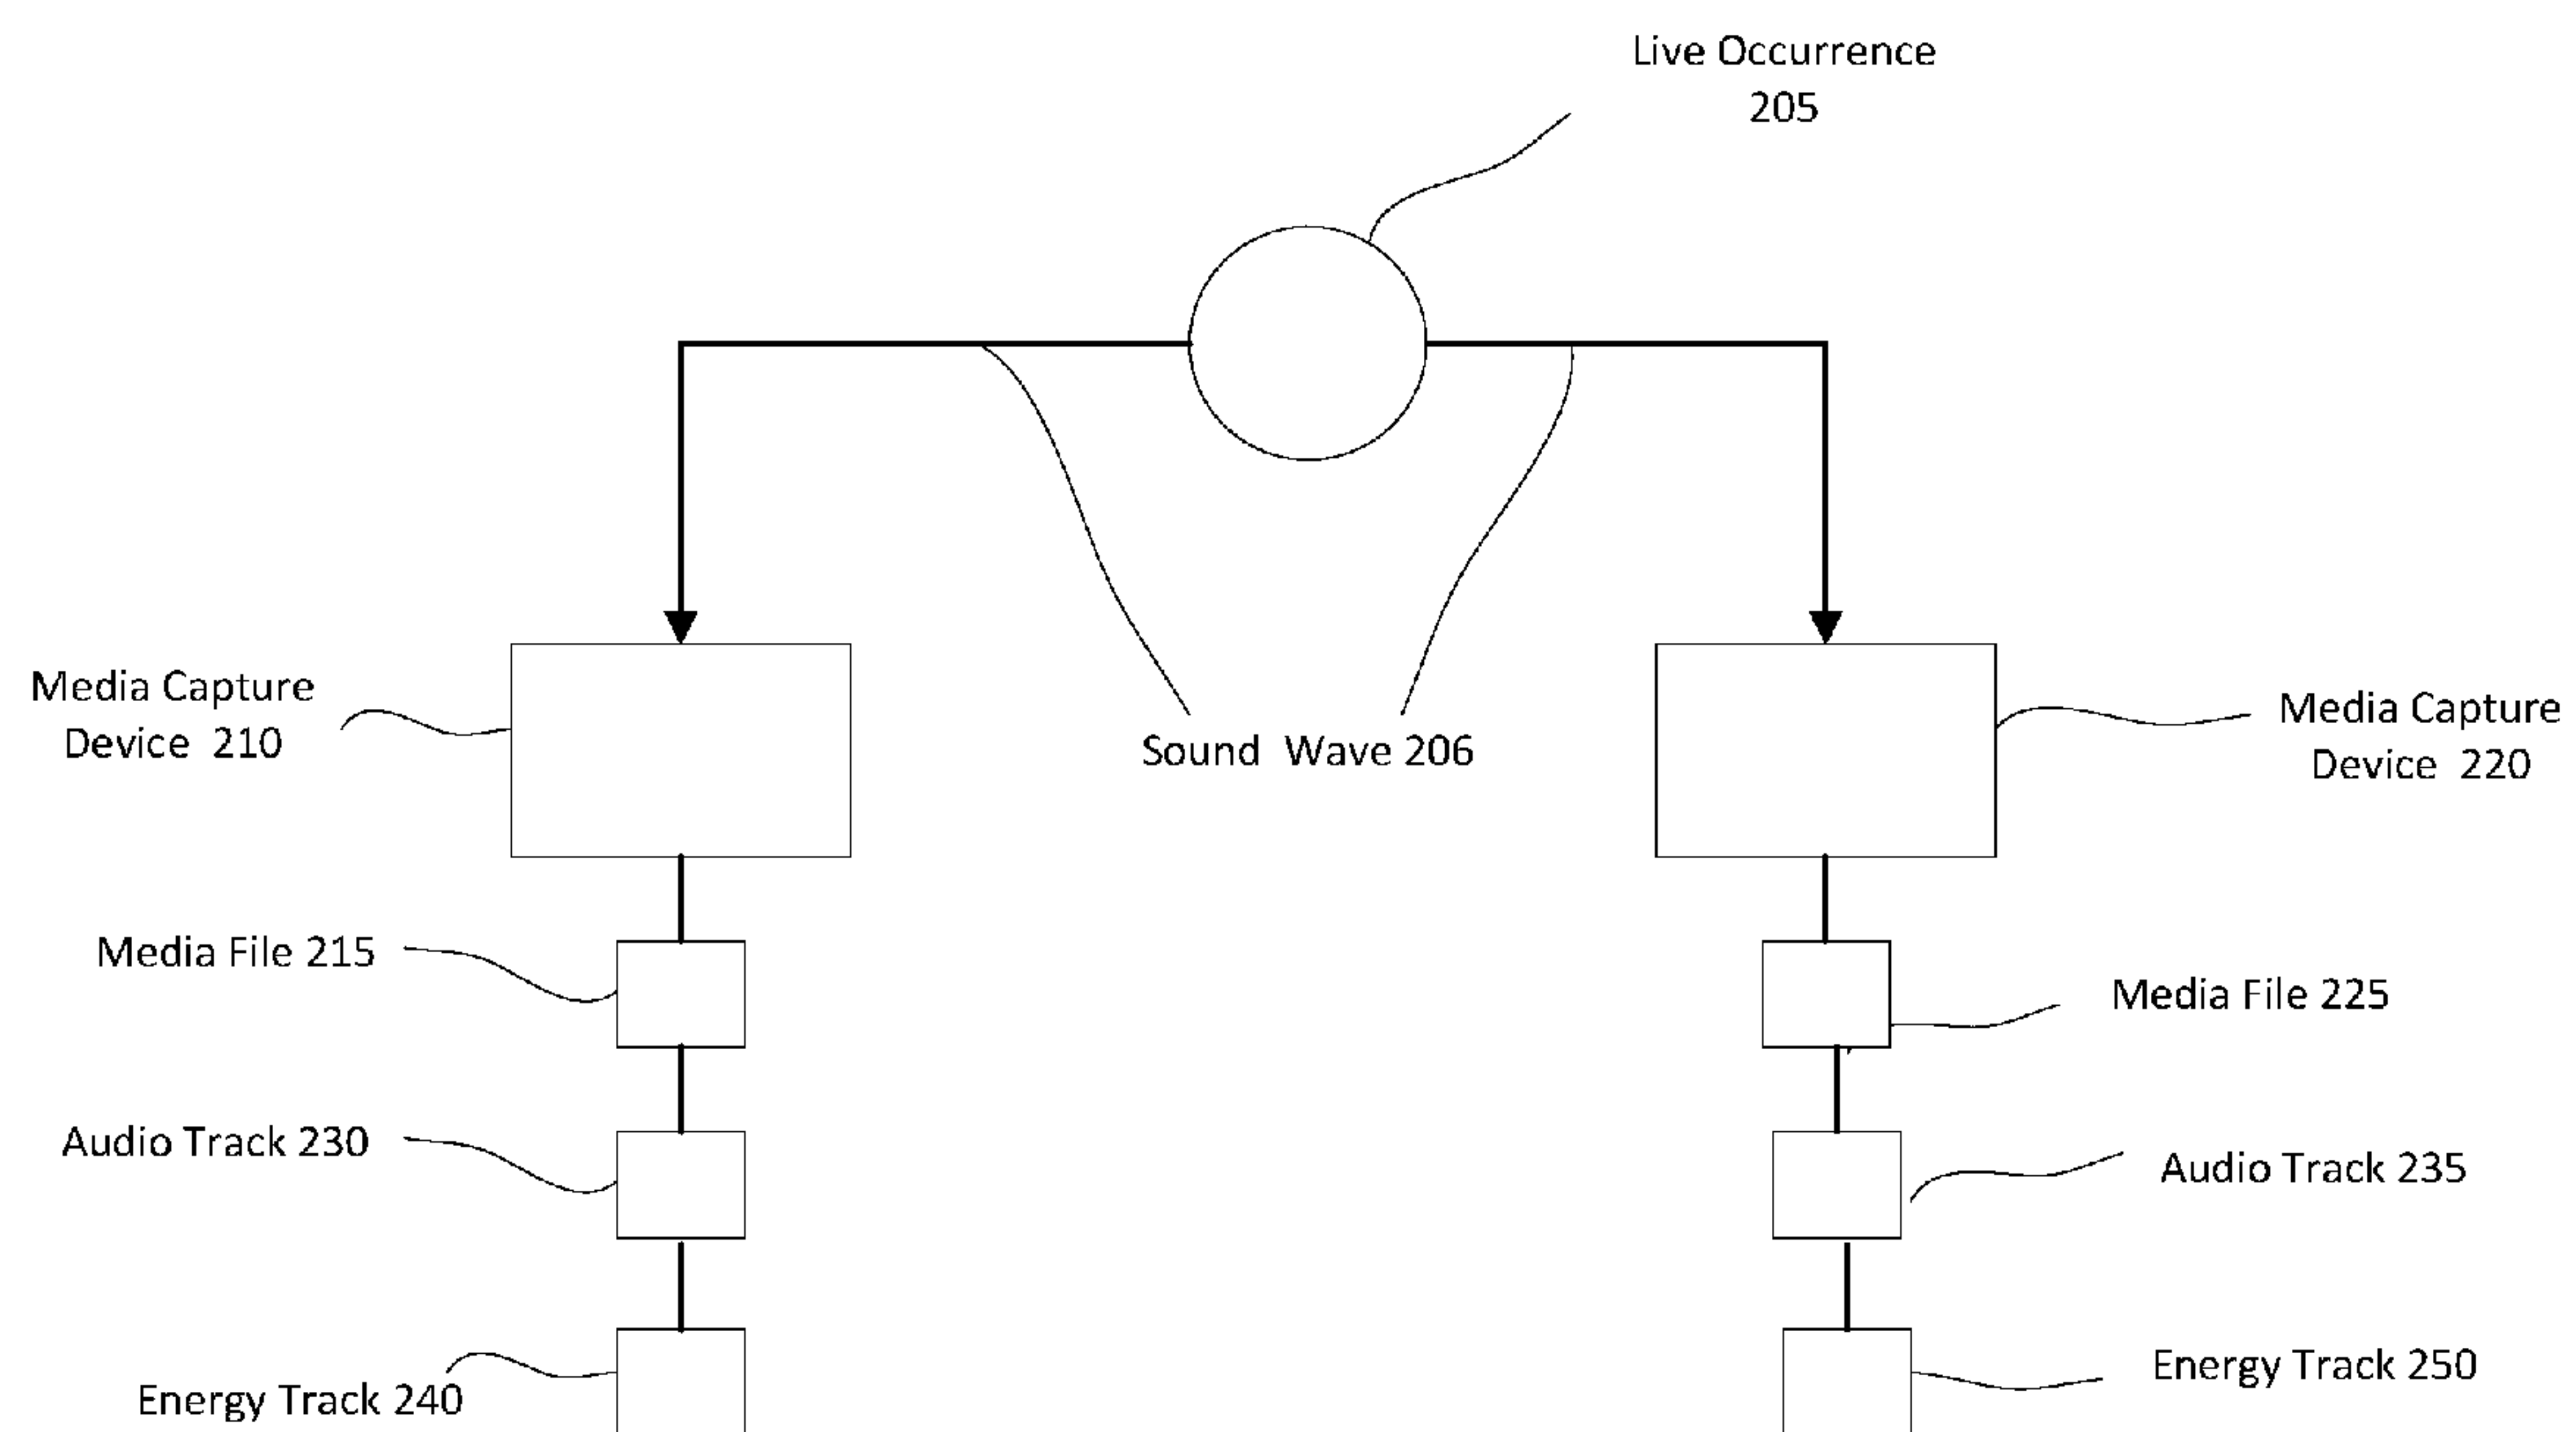 Live Occurrence
205
Media Capture
Device 210
Sound Wave 206
Media Capture
Device 220
Media File 215
Media File 225
Audio Track 230
Audio Track 235
Energy Track 240
Energy Track 250